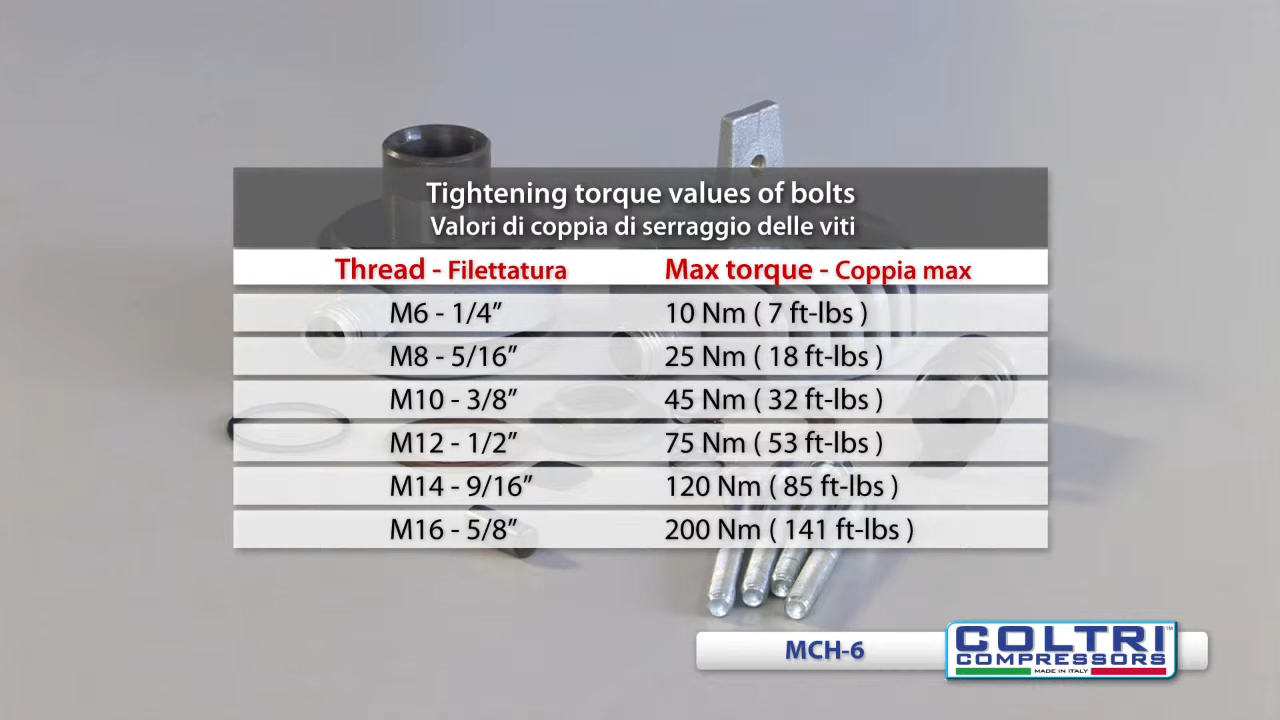 Tightening torque values of bolts
Valori di coppia di serraggio delle viti
Thread - Filettatura Max torque - Coppia max
M6 - 1/4” 10 Nm ( 7 ft-lbs )
M8 - 5/16” 25 Nm ( 18 ft-lbs )
M10 - 3/8” 45 Nm ( 32 ft-lbs )
M12 - 1/2” 75 Nm ( 53 ft-lbs )
M14 - 9/16” 120 Nm ( 85 ft-lbs )
M16 - 5/8” 200 Nm ( 141 ft-lbs )
MCH-6
COLTRI™
COMPRESSORS
MADE IN ITALY